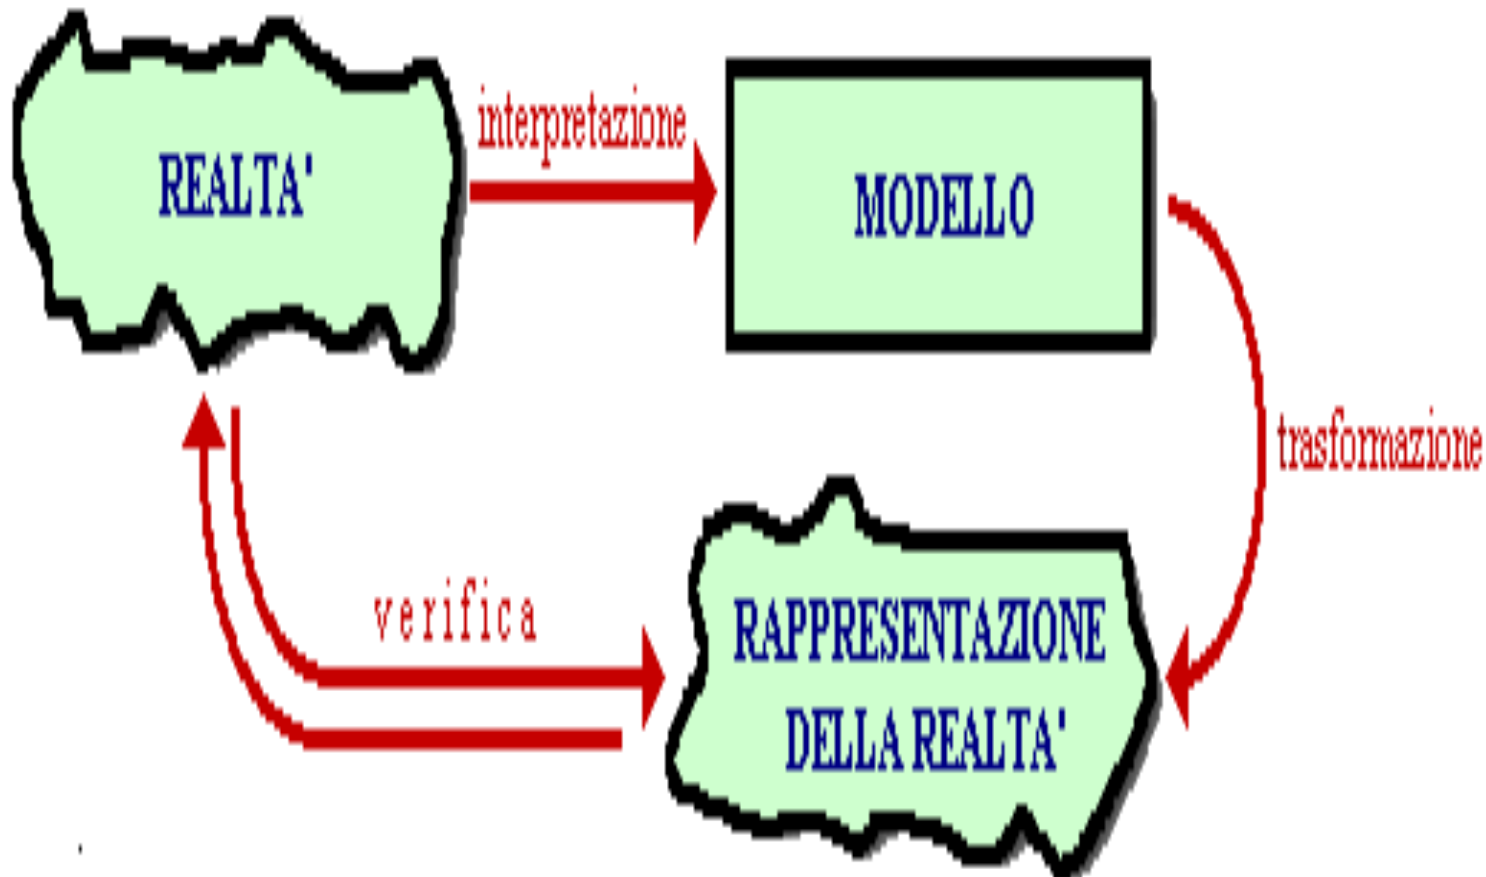 REALTA'
interpretazione
MODELLO
trasformazione
verifica
RAPPRESENTAZIONE
DELLA REALTA'